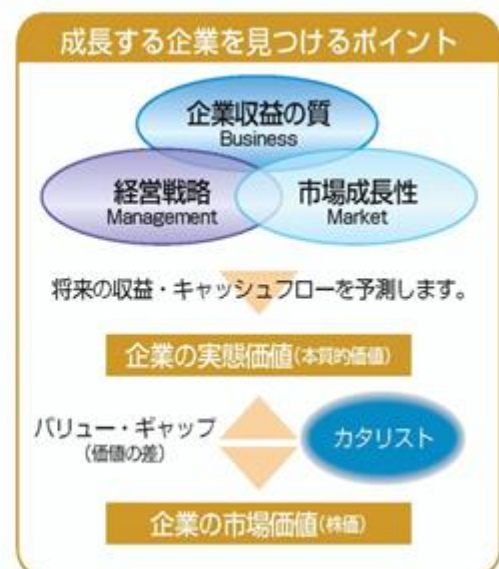 成長する企業を見つけるポイント
企業収益の質
Business
経営戦略
Management
市場成長性
Market
将来の収益・キャッシュフローを予測します。
企業の実態価値(本質的価値)
バリュー・ギャップ
(価値の差)
カタリスト
企業の市場価値(株価)